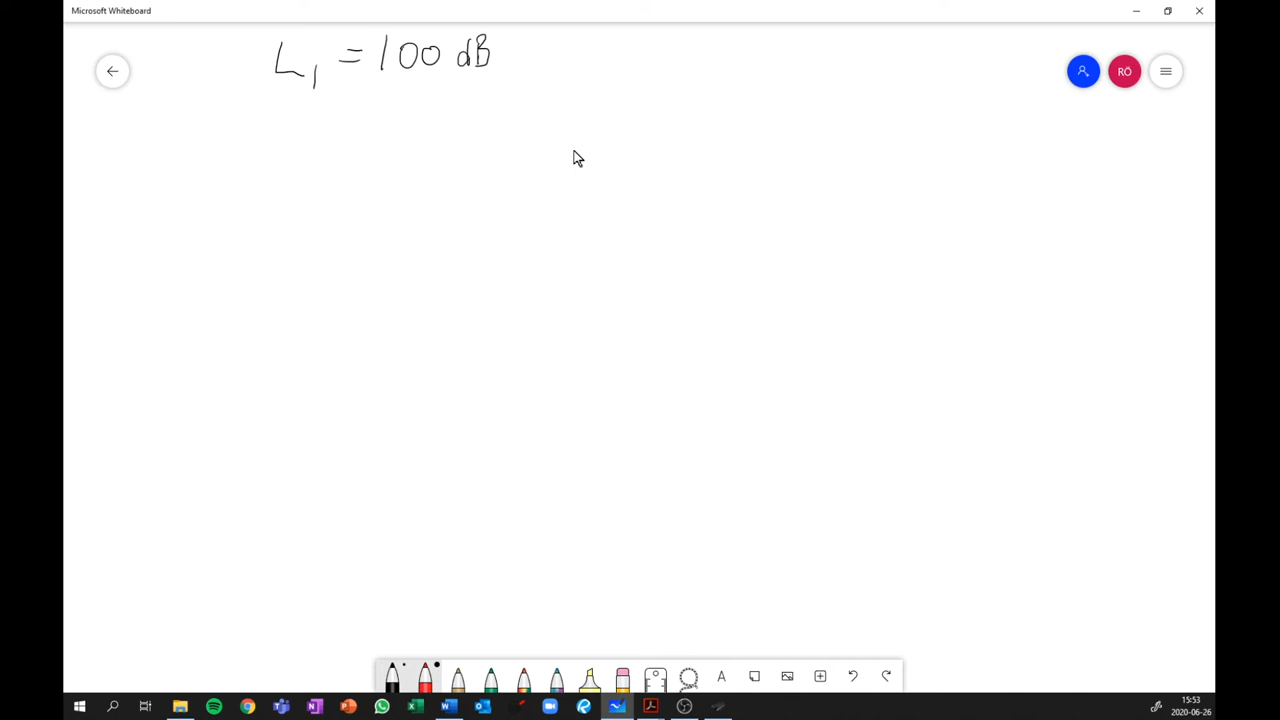 Microsoft Whiteboard
L₁ = 100 dB
RÖ
A
15:53
2020-06-26